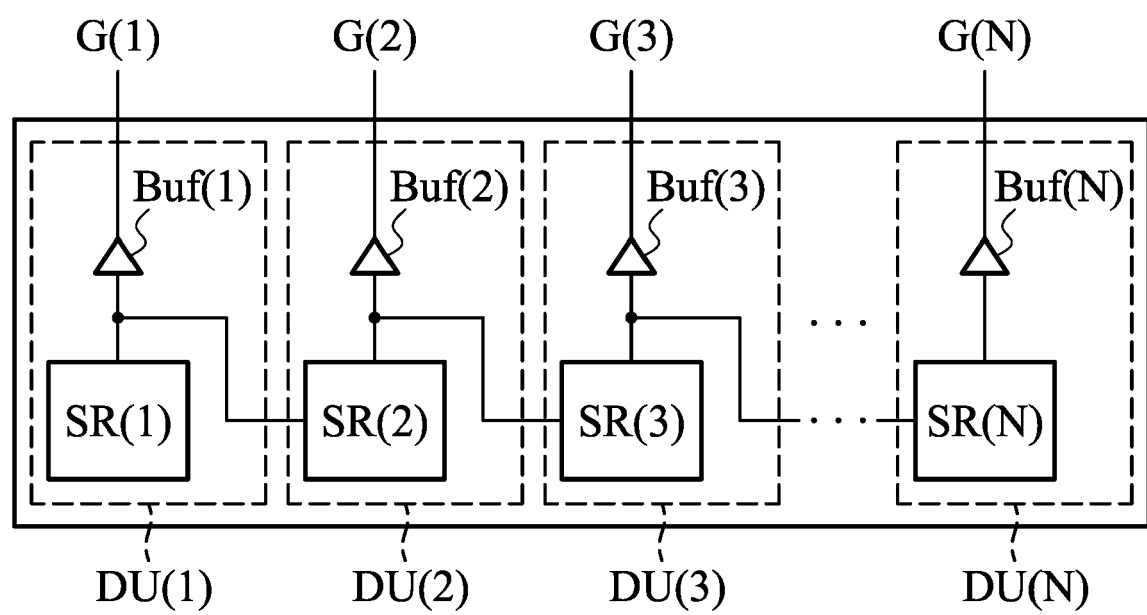 G(1) G(2) G(3) G(N)
Buf(1) Buf(2) Buf(3) Buf(N)
. . .
SR(1) SR(2) SR(3) . . . SR(N)
DU(1) DU(2) DU(3) DU(N)